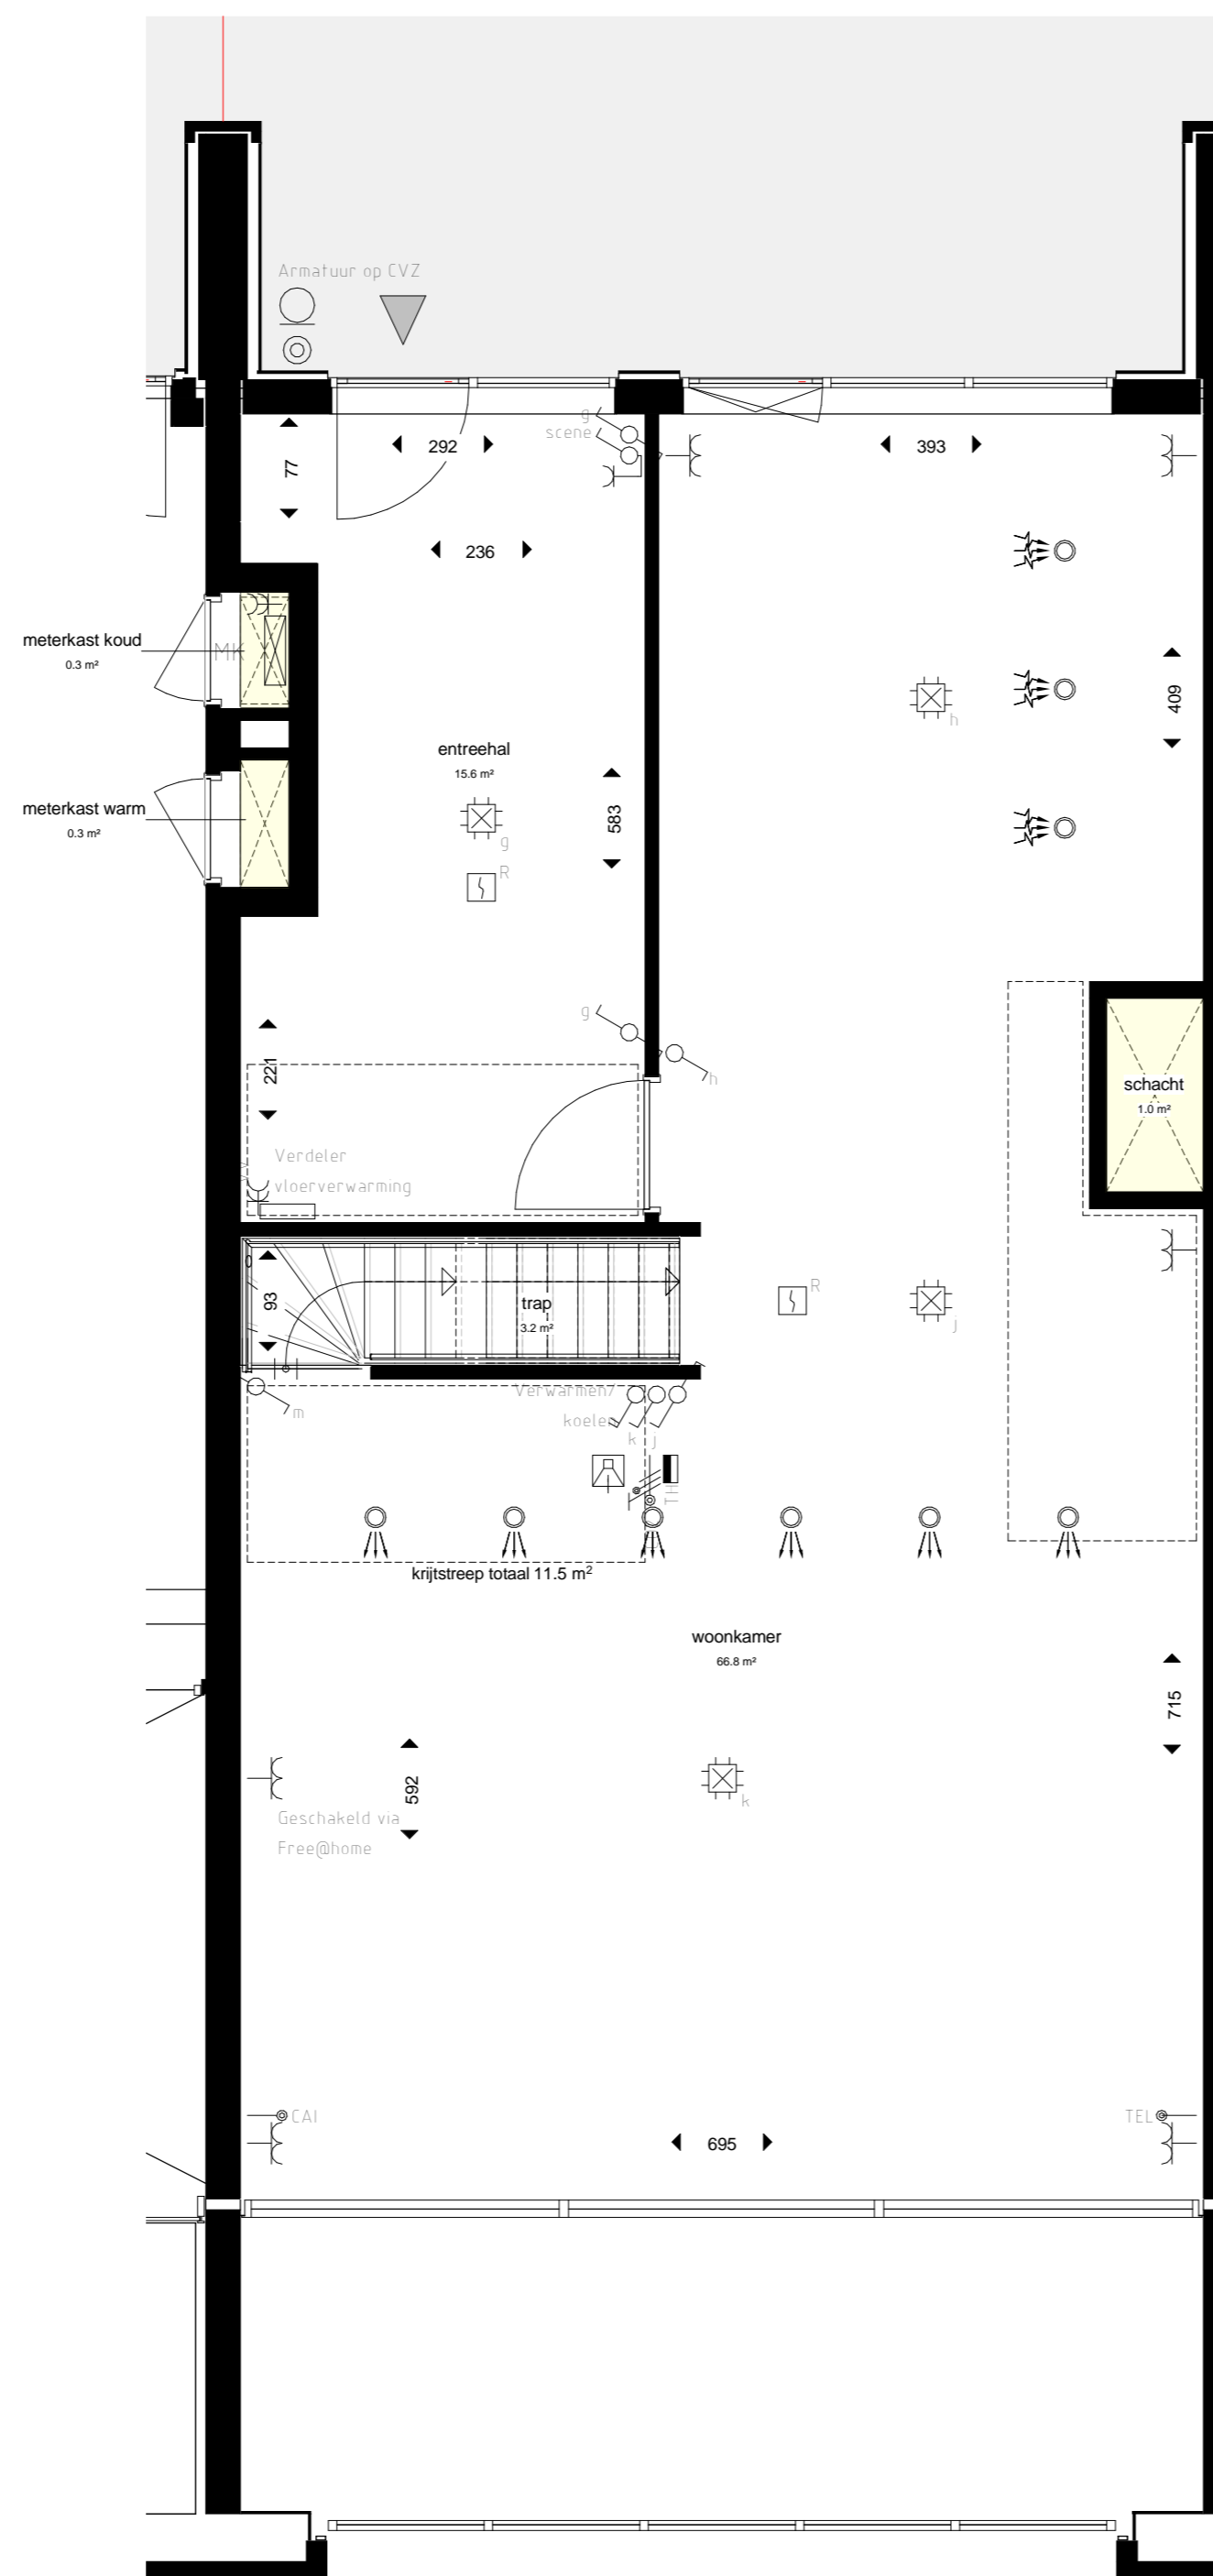 Armatuur op CVZ
g
scene
292
393
77
236
meterkast koud
0.3 m²
MK
409
h
entreehal
15.6 m²
583
meterkast warm
0.3 m²
g
R
g
h
221
schacht
1.0 m²
Verdeler
vloerverwarming
93
trap
3.2 m²
R
j
Verwarmen/
koelen
m
k
j
TH
krijtstreep totaal 11.5 m²
woonkamer
66.8 m²
715
592
k
Geschakeld via
Free@home
CAI
TEL
695